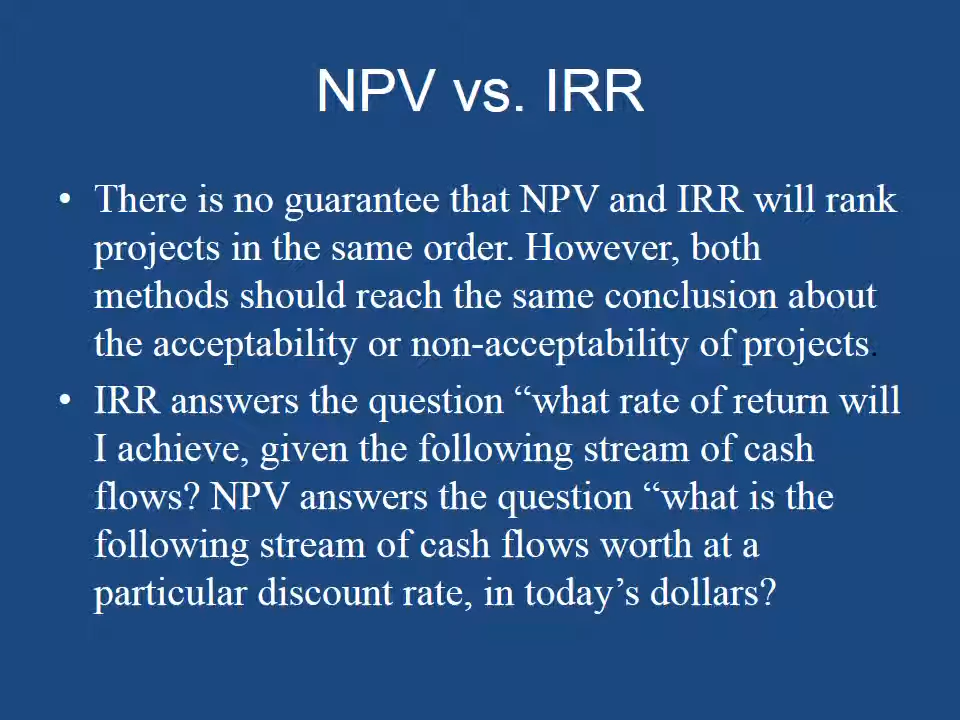 NPV vs. IRR
• There is no guarantee that NPV and IRR will rank
projects in the same order. However, both
methods should reach the same conclusion about
the acceptability or non-acceptability of projects.
• IRR answers the question “what rate of return will
I achieve, given the following stream of cash
flows? NPV answers the question “what is the
following stream of cash flows worth at a
particular discount rate, in today’s dollars?